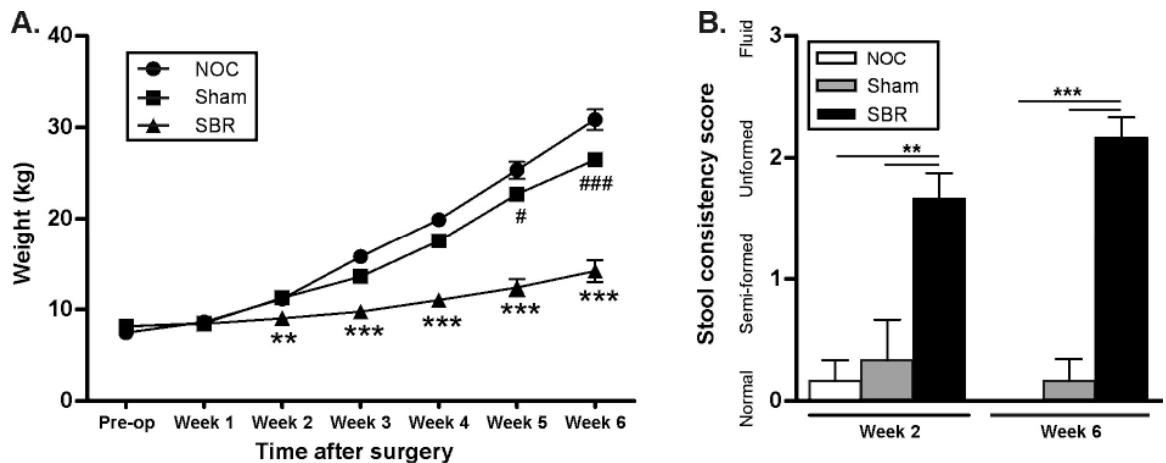 A.
40
30
20
10
0
Weight (kg)
NOC
Sham
SBR
#
###
**
***
***
***
***
Pre-op Week 1 Week 2 Week 3 Week 4 Week 5 Week 6
Time after surgery
B.
Stool consistency score
Fluid
Unformed
Semi-formed
Normal
3
2
1
0
NOC
Sham
SBR
**
***
Week 2 Week 6